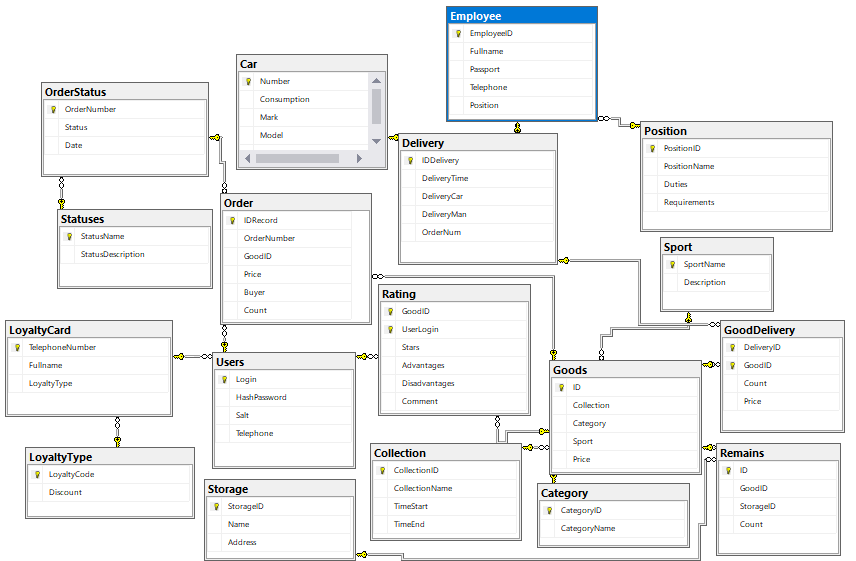 Employee
EmployeeID
Fullname
Passport
Telephone
Position
Car
Number
Consumption
Mark
Model
OrderStatus
OrderNumber
Status
Date
Position
PositionID
PositionName
Duties
Requirements
Delivery
IDDelivery
DeliveryTime
DeliveryCar
DeliveryMan
OrderNum
Order
IDRecord
OrderNumber
GoodID
Price
Buyer
Count
Statuses
StatusName
StatusDescription
Sport
SportName
Description
Rating
GoodID
UserLogin
Stars
Advantages
Disadvantages
Comment
LoyaltyCard
TelephoneNumber
Fullname
LoyaltyType
GoodDelivery
DeliveryID
GoodID
Count
Price
Users
Login
HashPassword
Salt
Telephone
Goods
ID
Collection
Category
Sport
Price
LoyaltyType
LoyaltyCode
Discount
Collection
CollectionID
CollectionName
TimeStart
TimeEnd
Remains
ID
GoodID
StorageID
Count
Storage
StorageID
Name
Address
Category
CategoryID
CategoryName